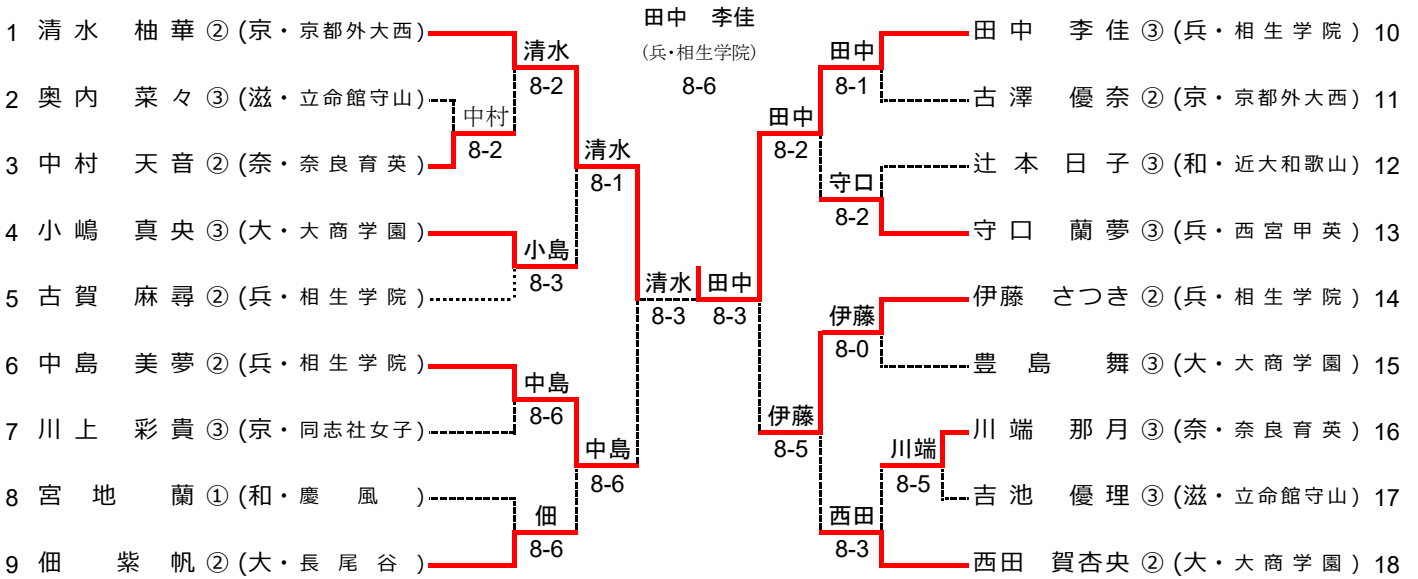 田中 李佳
(兵・相生学院)
8-6
1 清水 柚華 ② (京・京都外大西)
2 奥内 菜々 ③ (滋・立命館守山)
3 中村 天音 ② (奈・奈良育英)
4 小嶋 真央 ③ (大・大商学園)
5 古賀 麻尋 ② (兵・相生学院)
6 中島 美夢 ② (兵・相生学院)
7 川上 彩貴 ③ (京・同志社女子)
8 宮地 蘭 ① (和・慶風)
9 佃 紫帆 ② (大・長尾谷)
清水
8-2
中村
8-2
清水
8-1
小島
8-3
中島
8-6
中島
8-6
佃
8-6
清水
8-3
田中
8-3
田中
8-1
田中
8-2
守口
8-2
伊藤
8-0
伊藤
8-5
川端
8-5
西田
8-3
田中 李佳 ③ (兵・相生学院) 10
古澤 優奈 ② (京・京都外大西) 11
辻本 日子 ③ (和・近大和歌山) 12
守口 蘭夢 ③ (兵・西宮甲英) 13
伊藤 さつき ② (兵・相生学院) 14
豊島 舞 ③ (大・大商学園) 15
川端 那月 ③ (奈・奈良育英) 16
吉池 優理 ③ (滋・立命館守山) 17
西田 賀杏央 ② (大・大商学園) 18